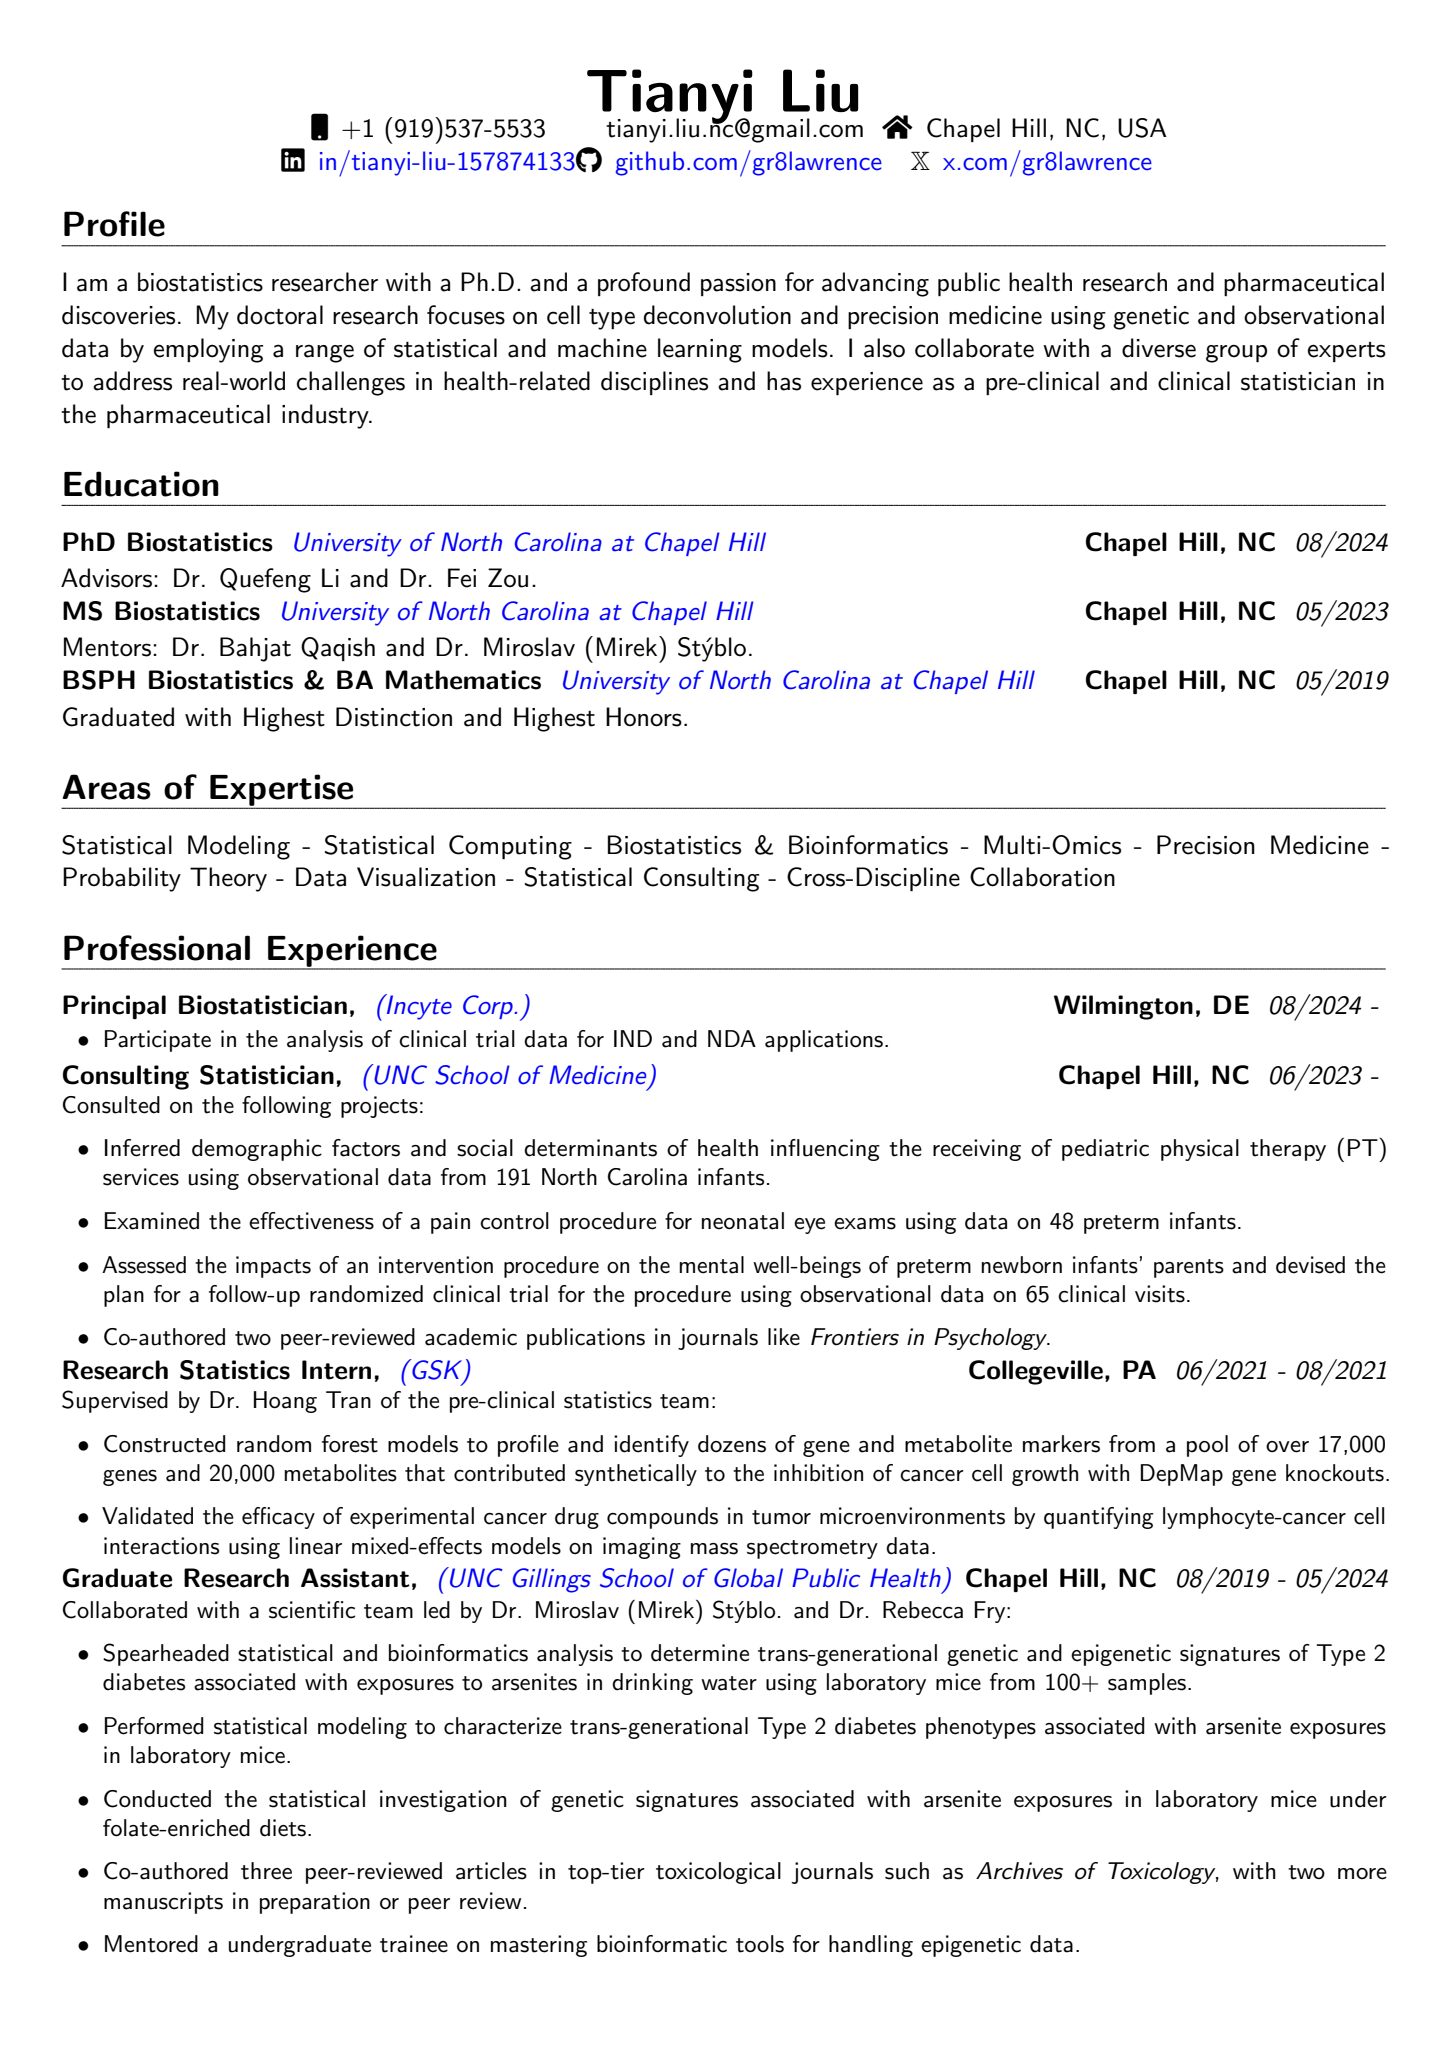 Tianyi Liu
+1 (919)537-5533 tianyi.liu.nc@gmail.com Chapel Hill, NC, USA
in/tianyi-liu-157874133 github.com/gr8lawrence 𝕏 x.com/gr8lawrence
Profile
I am a biostatistics researcher with a Ph.D. and a profound passion for advancing public health research and pharmaceutical
discoveries. My doctoral research focuses on cell type deconvolution and precision medicine using genetic and observational
data by employing a range of statistical and machine learning models. I also collaborate with a diverse group of experts
to address real-world challenges in health-related disciplines and has experience as a pre-clinical and clinical statistician in
the pharmaceutical industry.
Education
PhD Biostatistics University of North Carolina at Chapel Hill Chapel Hill, NC 08/2024
Advisors: Dr. Quefeng Li and Dr. Fei Zou.
MS Biostatistics University of North Carolina at Chapel Hill Chapel Hill, NC 05/2023
Mentors: Dr. Bahjat Qaqish and Dr. Miroslav (Mirek) Stýblo.
BSPH Biostatistics & BA Mathematics University of North Carolina at Chapel Hill Chapel Hill, NC 05/2019
Graduated with Highest Distinction and Highest Honors.
Areas of Expertise
Statistical Modeling - Statistical Computing - Biostatistics & Bioinformatics - Multi-Omics - Precision Medicine -
Probability Theory - Data Visualization - Statistical Consulting - Cross-Discipline Collaboration
Professional Experience
Principal Biostatistician, (Incyte Corp.) Wilmington, DE 08/2024 -
• Participate in the analysis of clinical trial data for IND and NDA applications.
Consulting Statistician, (UNC School of Medicine) Chapel Hill, NC 06/2023 -
Consulted on the following projects:
• Inferred demographic factors and social determinants of health influencing the receiving of pediatric physical therapy (PT)
services using observational data from 191 North Carolina infants.
• Examined the effectiveness of a pain control procedure for neonatal eye exams using data on 48 preterm infants.
• Assessed the impacts of an intervention procedure on the mental well-beings of preterm newborn infants' parents and devised the
plan for a follow-up randomized clinical trial for the procedure using observational data on 65 clinical visits.
• Co-authored two peer-reviewed academic publications in journals like Frontiers in Psychology.
Research Statistics Intern, (GSK) Collegeville, PA 06/2021 - 08/2021
Supervised by Dr. Hoang Tran of the pre-clinical statistics team:
• Constructed random forest models to profile and identify dozens of gene and metabolite markers from a pool of over 17,000
genes and 20,000 metabolites that contributed synthetically to the inhibition of cancer cell growth with DepMap gene knockouts.
• Validated the efficacy of experimental cancer drug compounds in tumor microenvironments by quantifying lymphocyte-cancer cell
interactions using linear mixed-effects models on imaging mass spectrometry data.
Graduate Research Assistant, (UNC Gillings School of Global Public Health) Chapel Hill, NC 08/2019 - 05/2024
Collaborated with a scientific team led by Dr. Miroslav (Mirek) Stýblo. and Dr. Rebecca Fry:
• Spearheaded statistical and bioinformatics analysis to determine trans-generational genetic and epigenetic signatures of Type 2
diabetes associated with exposures to arsenites in drinking water using laboratory mice from 100+ samples.
• Performed statistical modeling to characterize trans-generational Type 2 diabetes phenotypes associated with arsenite exposures
in laboratory mice.
• Conducted the statistical investigation of genetic signatures associated with arsenite exposures in laboratory mice under
folate-enriched diets.
• Co-authored three peer-reviewed articles in top-tier toxicological journals such as Archives of Toxicology, with two more
manuscripts in preparation or peer review.
• Mentored a undergraduate trainee on mastering bioinformatic tools for handling epigenetic data.